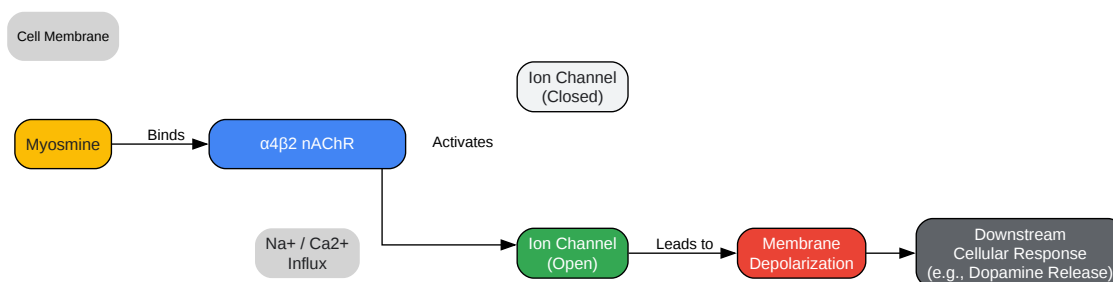 Cell Membrane
Ion Channel
(Closed)
Myosmine
Binds
α4β2 nAChR
Activates
Na+ / Ca2+
Influx
Ion Channel
(Open)
Leads to
Membrane
Depolarization
Downstream
Cellular Response
(e.g., Dopamine Release)